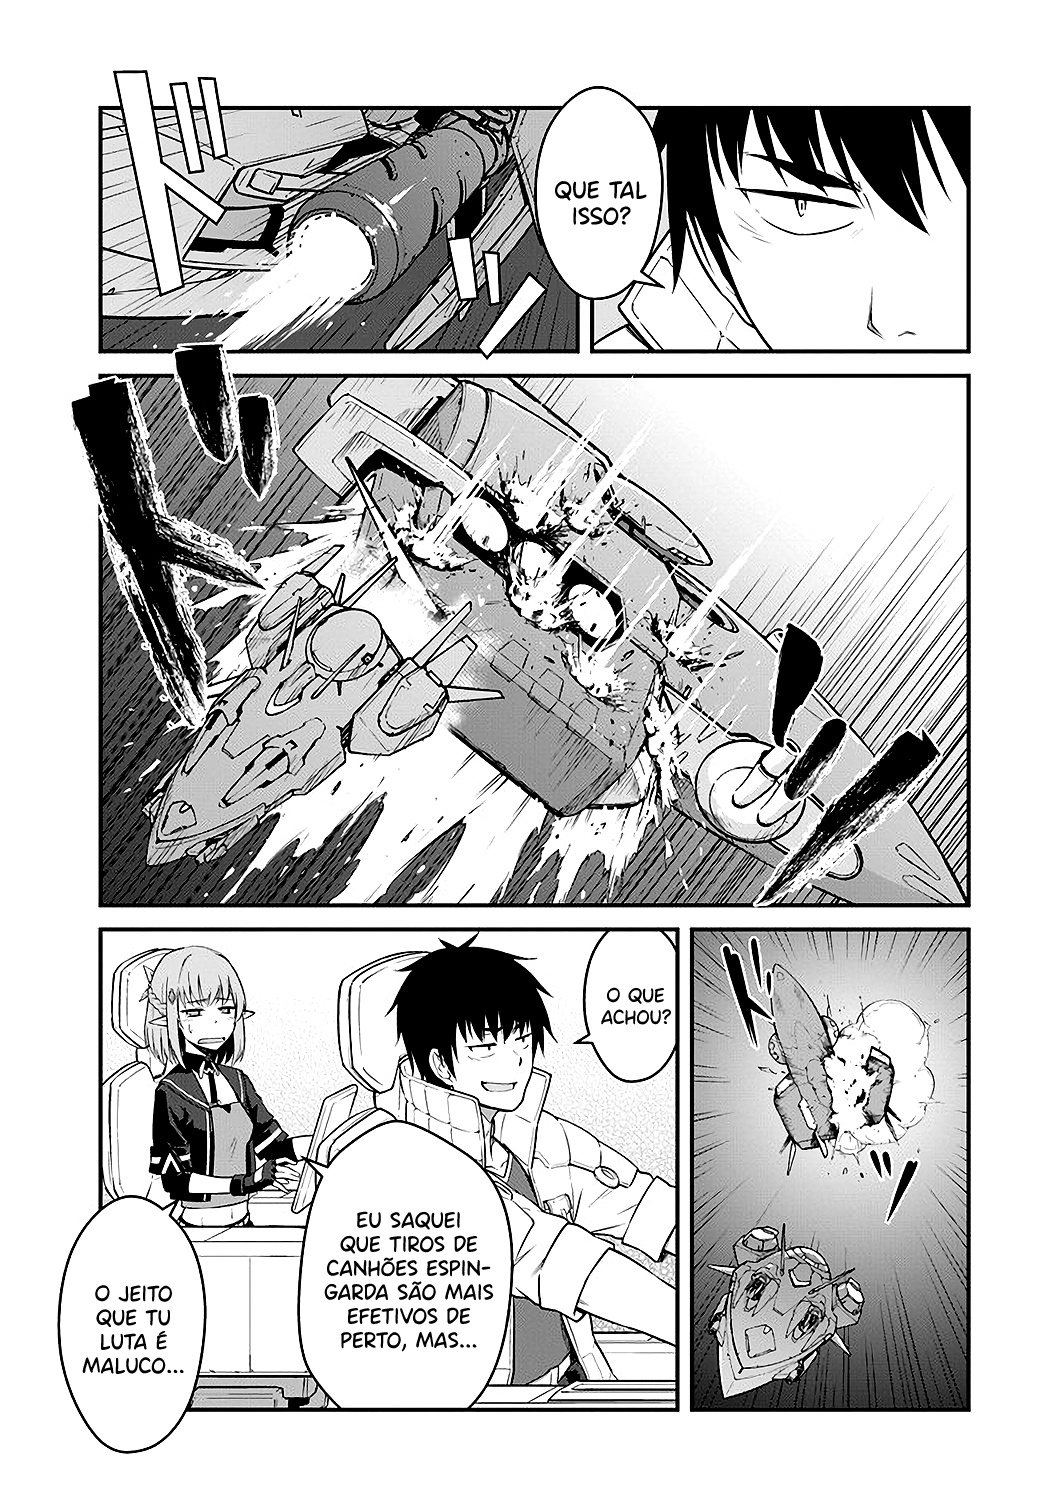 QUE TAL
ISSO?
O QUE
ACHOU?
EU SAQUEI
QUE TIROS DE
CANHÕES ESPIN-
GARDA SÃO MAIS
EFETIVOS DE
PERTO, MAS...
O JEITO
QUE TU
LUTA É
MALUCO...